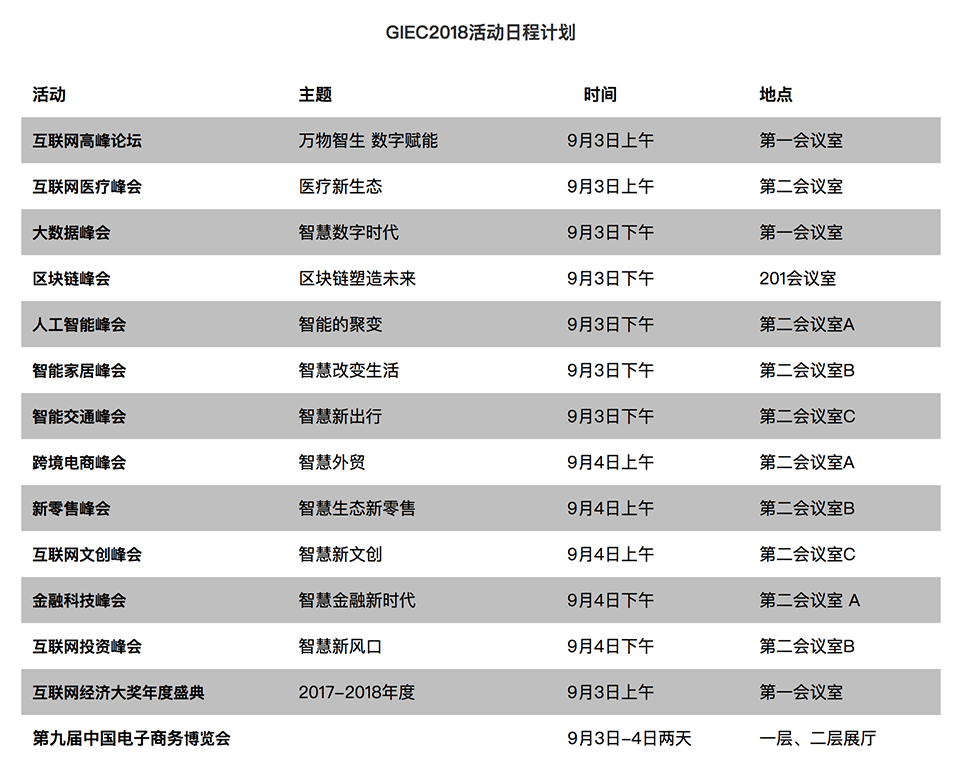 GIEC2018活动日程计划
活动 主题 时间 地点
互联网高峰论坛 万物智生 数字赋能 9月3日上午 第一会议室
互联网医疗峰会 医疗新生态 9月3日上午 第二会议室
大数据峰会 智慧数字时代 9月3日下午 第一会议室
区块链峰会 区块链塑造未来 9月3日下午 201会议室
人工智能峰会 智能的聚变 9月3日下午 第二会议室A
智能家居峰会 智慧改变生活 9月3日下午 第二会议室B
智能交通峰会 智慧新出行 9月3日下午 第二会议室C
跨境电商峰会 智慧外贸 9月4日上午 第二会议室A
新零售峰会 智慧生态新零售 9月4日上午 第二会议室B
互联网文创峰会 智慧新文创 9月4日上午 第二会议室C
金融科技峰会 智慧金融新时代 9月4日下午 第二会议室 A
互联网投资峰会 智慧新风口 9月4日下午 第二会议室B
互联网经济大奖年度盛典 2017-2018年度 9月3日上午 第一会议室
第九届中国电子商务博览会 9月3日-4日两天 一层、二层展厅